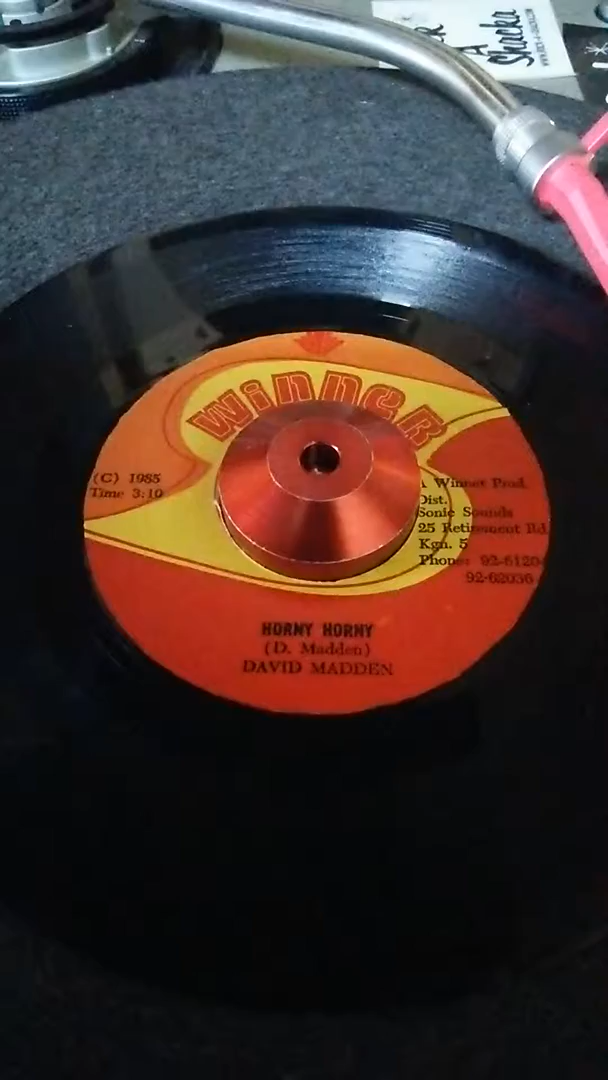 Shackz
WinneR
(C) 1985
Time 3:10
A Winner Prod.
Dist.
Sonic Sounds
25 Retirement Rd.
Kgn. 5
Phone: 92-6120
92-62036
HORNY HORNY
(D. Madden)
DAVID MADDEN